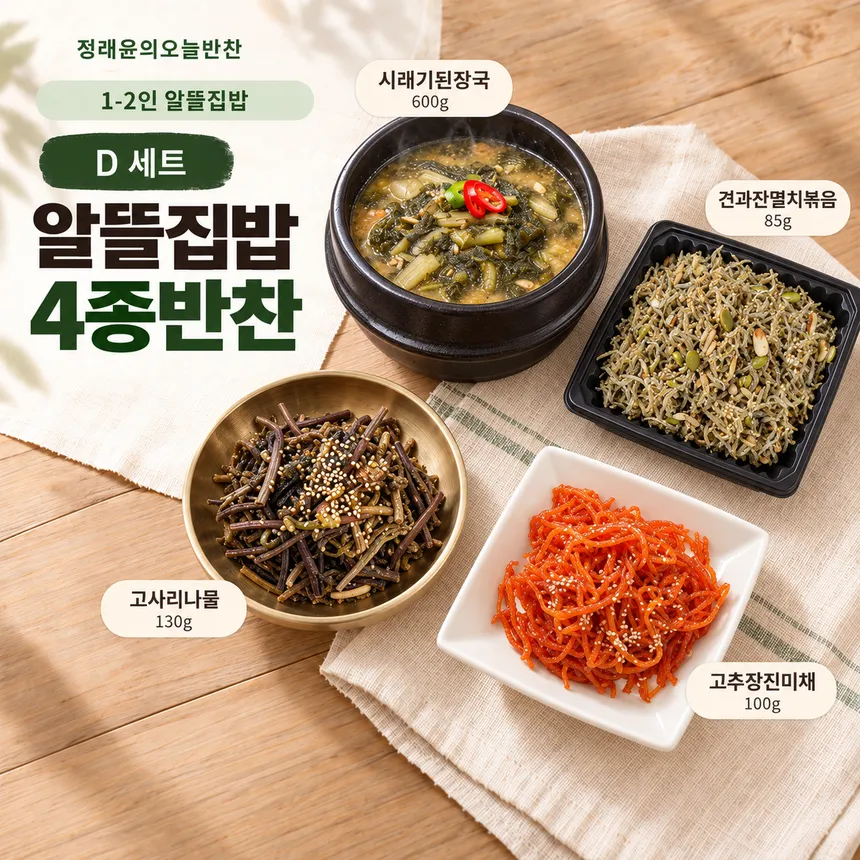 정래윤의오늘반찬
1-2인 알뜰집밥
D 세트
알뜰집밥
4종반찬
시래기된장국
600g
견과잔멸치볶음
85g
고사리나물
130g
고추장진미채
100g